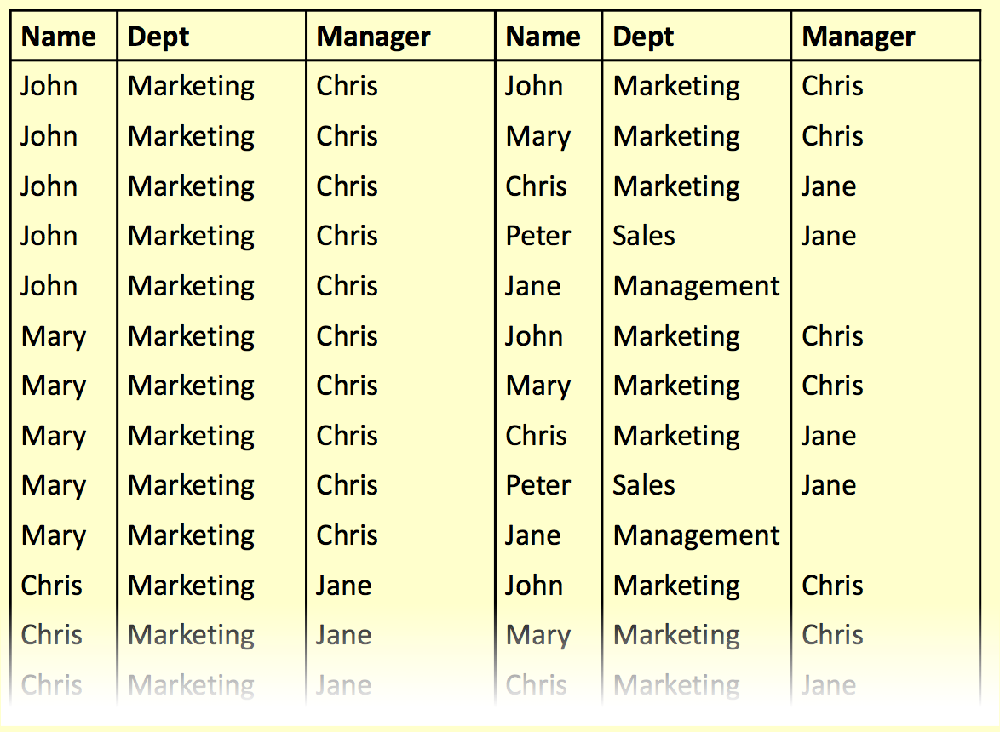 Name Dept Manager Name Dept Manager
John Marketing Chris John Marketing Chris
John Marketing Chris Mary Marketing Chris
John Marketing Chris Chris Marketing Jane
John Marketing Chris Peter Sales Jane
John Marketing Chris Jane Management
Mary Marketing Chris John Marketing Chris
Mary Marketing Chris Mary Marketing Chris
Mary Marketing Chris Chris Marketing Jane
Mary Marketing Chris Peter Sales Jane
Mary Marketing Chris Jane Management
Chris Marketing Jane John Marketing Chris
Chris Marketing Jane Mary Marketing Chris
Chris Marketing Jane Chris Marketing Jane